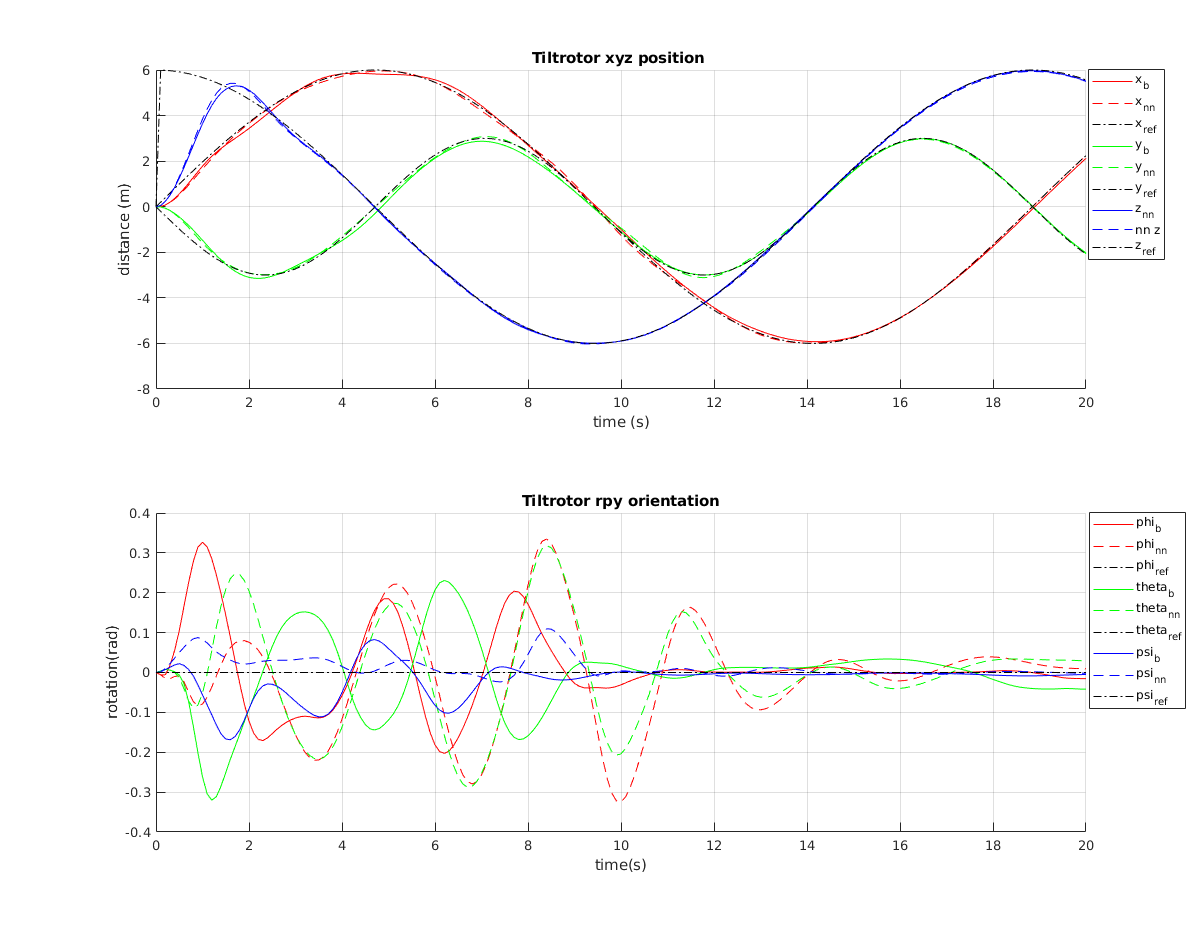 Tiltrotor xyz position
6
4
2
0
-2
-4
-6
-8
distance (m)
0 2 4 6 8 10 12 14 16 18 20
time (s)
x_b
x_nn
x_ref
y_b
y_nn
y_ref
z_nn
nn z
z_ref
Tiltrotor rpy orientation
0.4
0.3
0.2
0.1
0
-0.1
-0.2
-0.3
-0.4
rotation(rad)
0 2 4 6 8 10 12 14 16 18 20
time(s)
phi_b
phi_nn
phi_ref
theta_b
theta_nn
theta_ref
psi_b
psi_nn
psi_ref